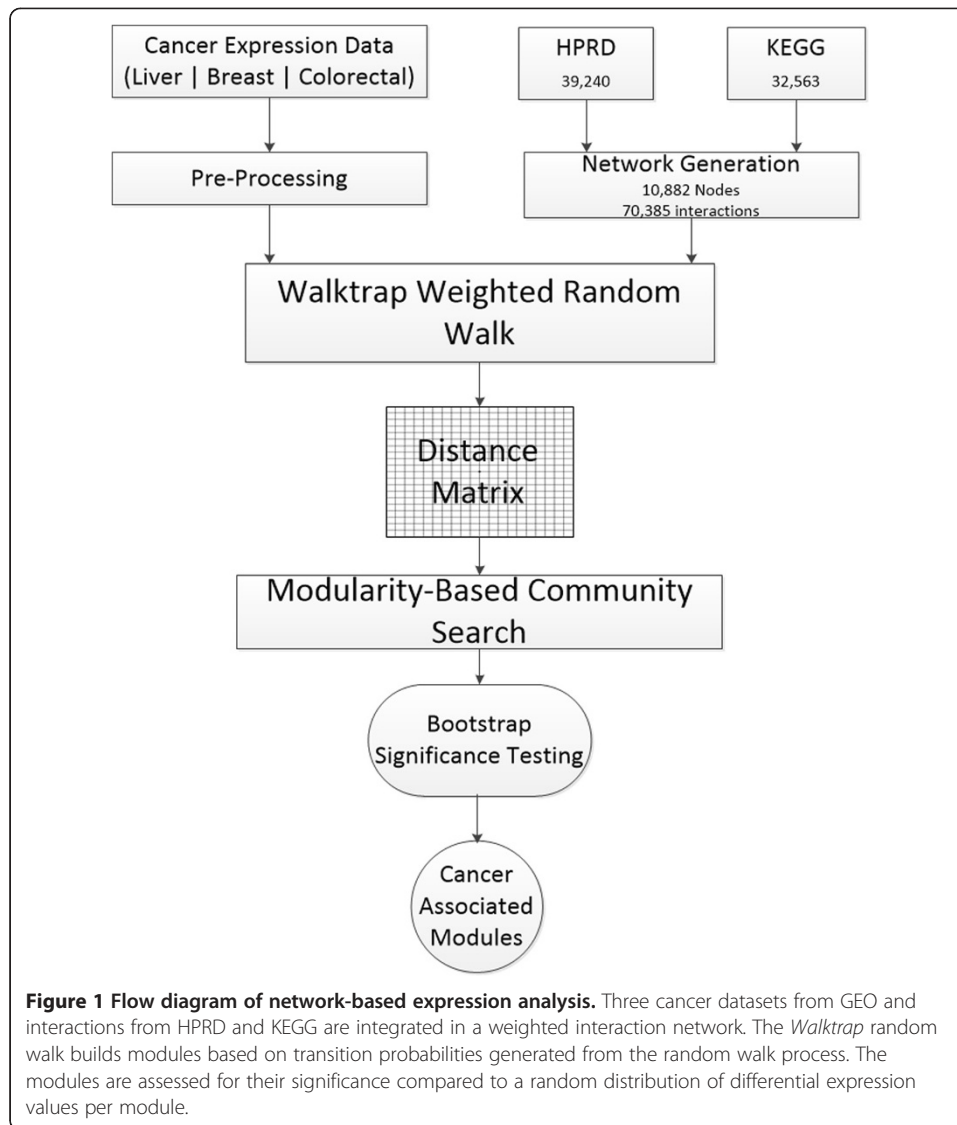 Cancer Expression Data
(Liver | Breast | Colorectal)
HPRD
39,240
KEGG
32,563
Pre-Processing
Network Generation
10,882 Nodes
70,385 interactions
Walktrap Weighted Random
Walk
Distance
Matrix
Modularity-Based Community
Search
Bootstrap
Significance Testing
Cancer
Associated
Modules
Figure 1 Flow diagram of network-based expression analysis. Three cancer datasets from GEO and
interactions from HPRD and KEGG are integrated in a weighted interaction network. The Walktrap random
walk builds modules based on transition probabilities generated from the random walk process. The
modules are assessed for their significance compared to a random distribution of differential expression
values per module.